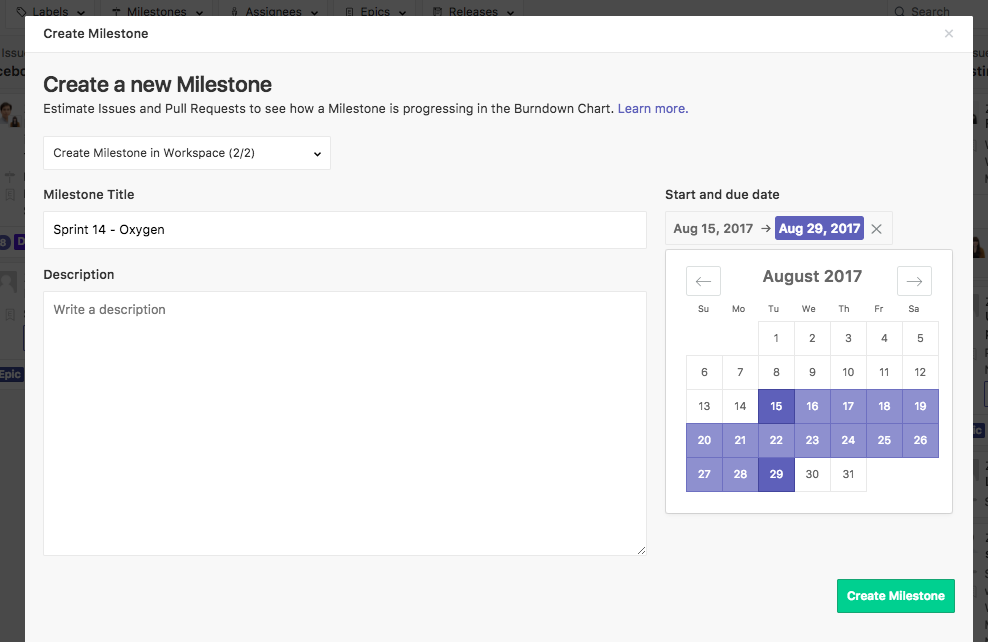 Labels Milestones Assignees Epics Releases Search
Create Milestone
Create a new Milestone
Estimate Issues and Pull Requests to see how a Milestone is progressing in the Burndown Chart. Learn more.
Create Milestone in Workspace (2/2)
Milestone Title
Sprint 14 - Oxygen
Description
Write a description
Start and due date
Aug 15, 2017 → Aug 29, 2017
August 2017
Su Mo Tu We Th Fr Sa
1 2 3 4 5
6 7 8 9 10 11 12
13 14 15 16 17 18 19
20 21 22 23 24 25 26
27 28 29 30 31
Create Milestone
Epic